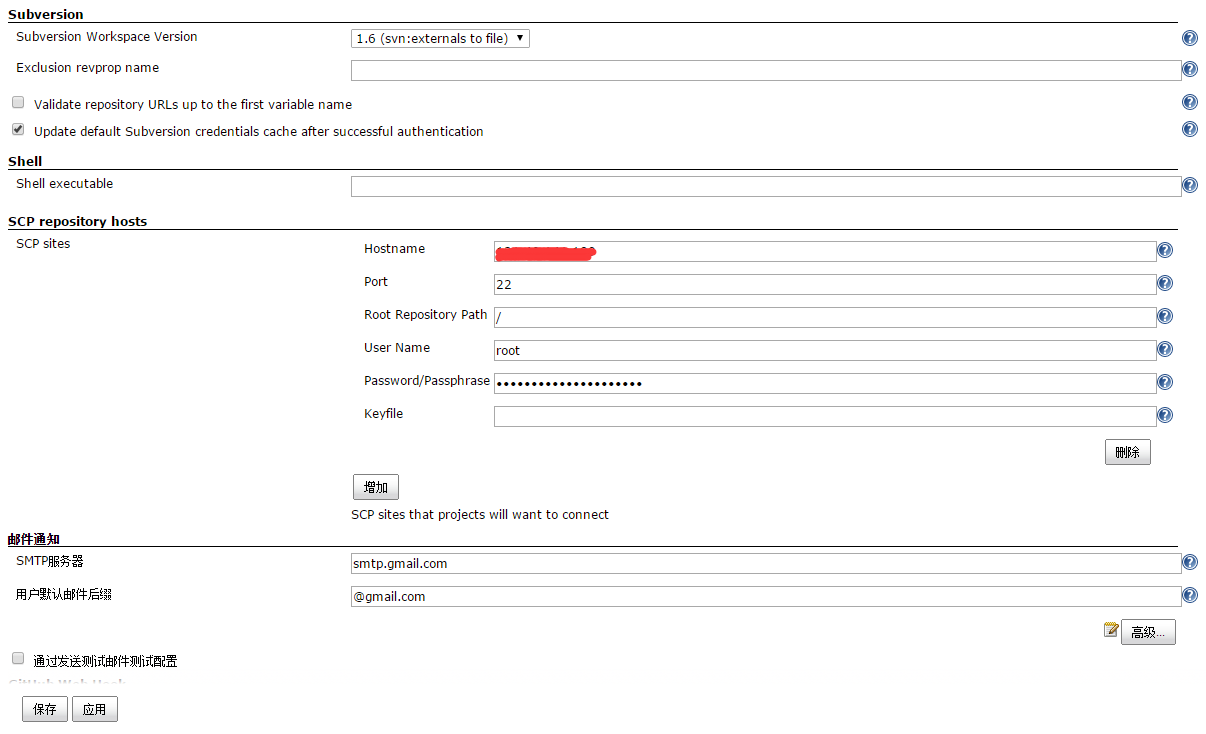 Subversion
Subversion Workspace Version
1.6 (svn:externals to file)
Exclusion revprop name
Validate repository URLs up to the first variable name
Update default Subversion credentials cache after successful authentication
Shell
Shell executable
SCP repository hosts
SCP sites
Hostname
Port
22
Root Repository Path
/
User Name
root
Password/Passphrase
•••••••••••••••••••••
Keyfile
删除
增加
SCP sites that projects will want to connect
邮件通知
SMTP服务器
smtp.gmail.com
用户默认邮件后缀
@gmail.com
高级...
通过发送测试邮件测试配置
GitHub Web Hook
保存
应用